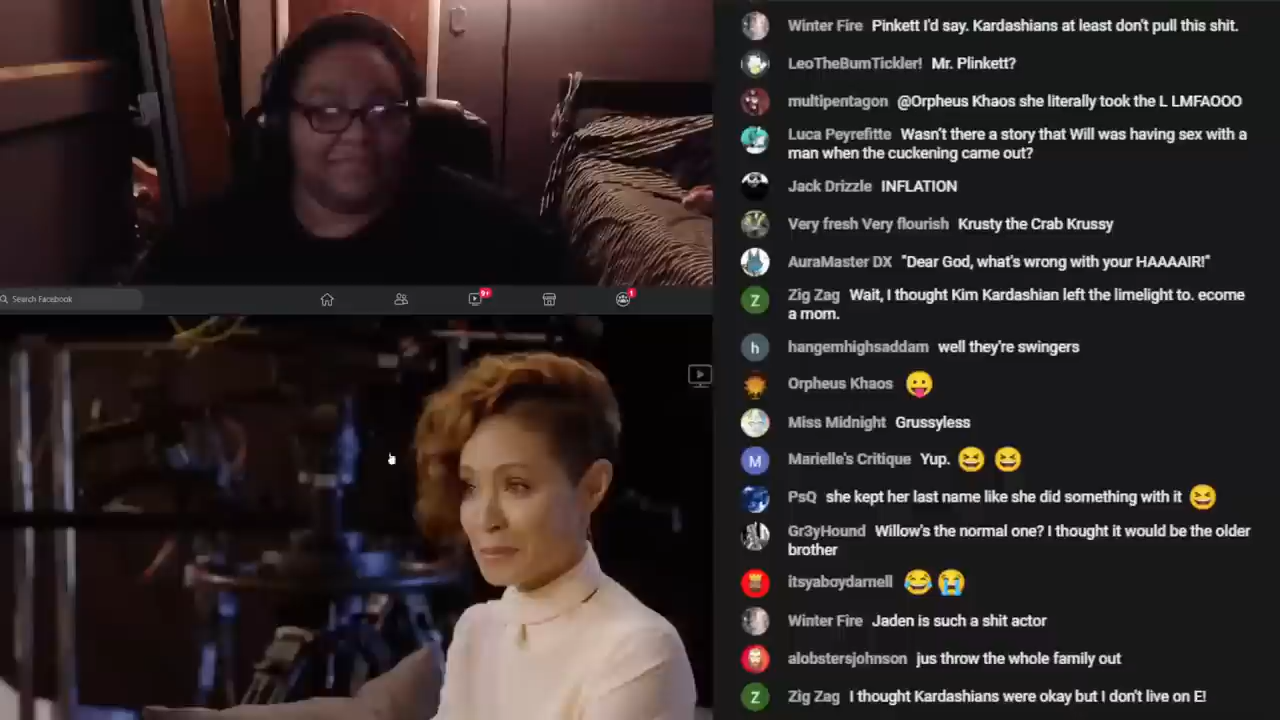 Search Facebook
9+
1
Winter Fire Pinkett I'd say. Kardashians at least don't pull this shit.
LeoTheBumTickler! Mr. Plinkett?
multipentagon @Orpheus Khaos she literally took the L LMFAOOO
Luca Peyrefitte Wasn't there a story that Will was having sex with a
man when the cuckening came out?
Jack Drizzle INFLATION
Very fresh Very flourish Krusty the Crab Krussy
AuraMaster DX "Dear God, what's wrong with your HAAAAIR!"
Z
Zig Zag Wait, I thought Kim Kardashian left the limelight to. ecome
a mom.
h
hangemhighsaddam well they're swingers
Orpheus Khaos 😛
Miss Midnight Grussyless
M
Marielle's Critique Yup. 😆 😆
PsQ she kept her last name like she did something with it 😆
Gr3yHound Willow's the normal one? I thought it would be the older
brother
itsyaboydarnell 😂 😭
Winter Fire Jaden is such a shit actor
alobstersjohnson jus throw the whole family out
Z
Zig Zag I thought Kardashians were okay but I don't live on E!